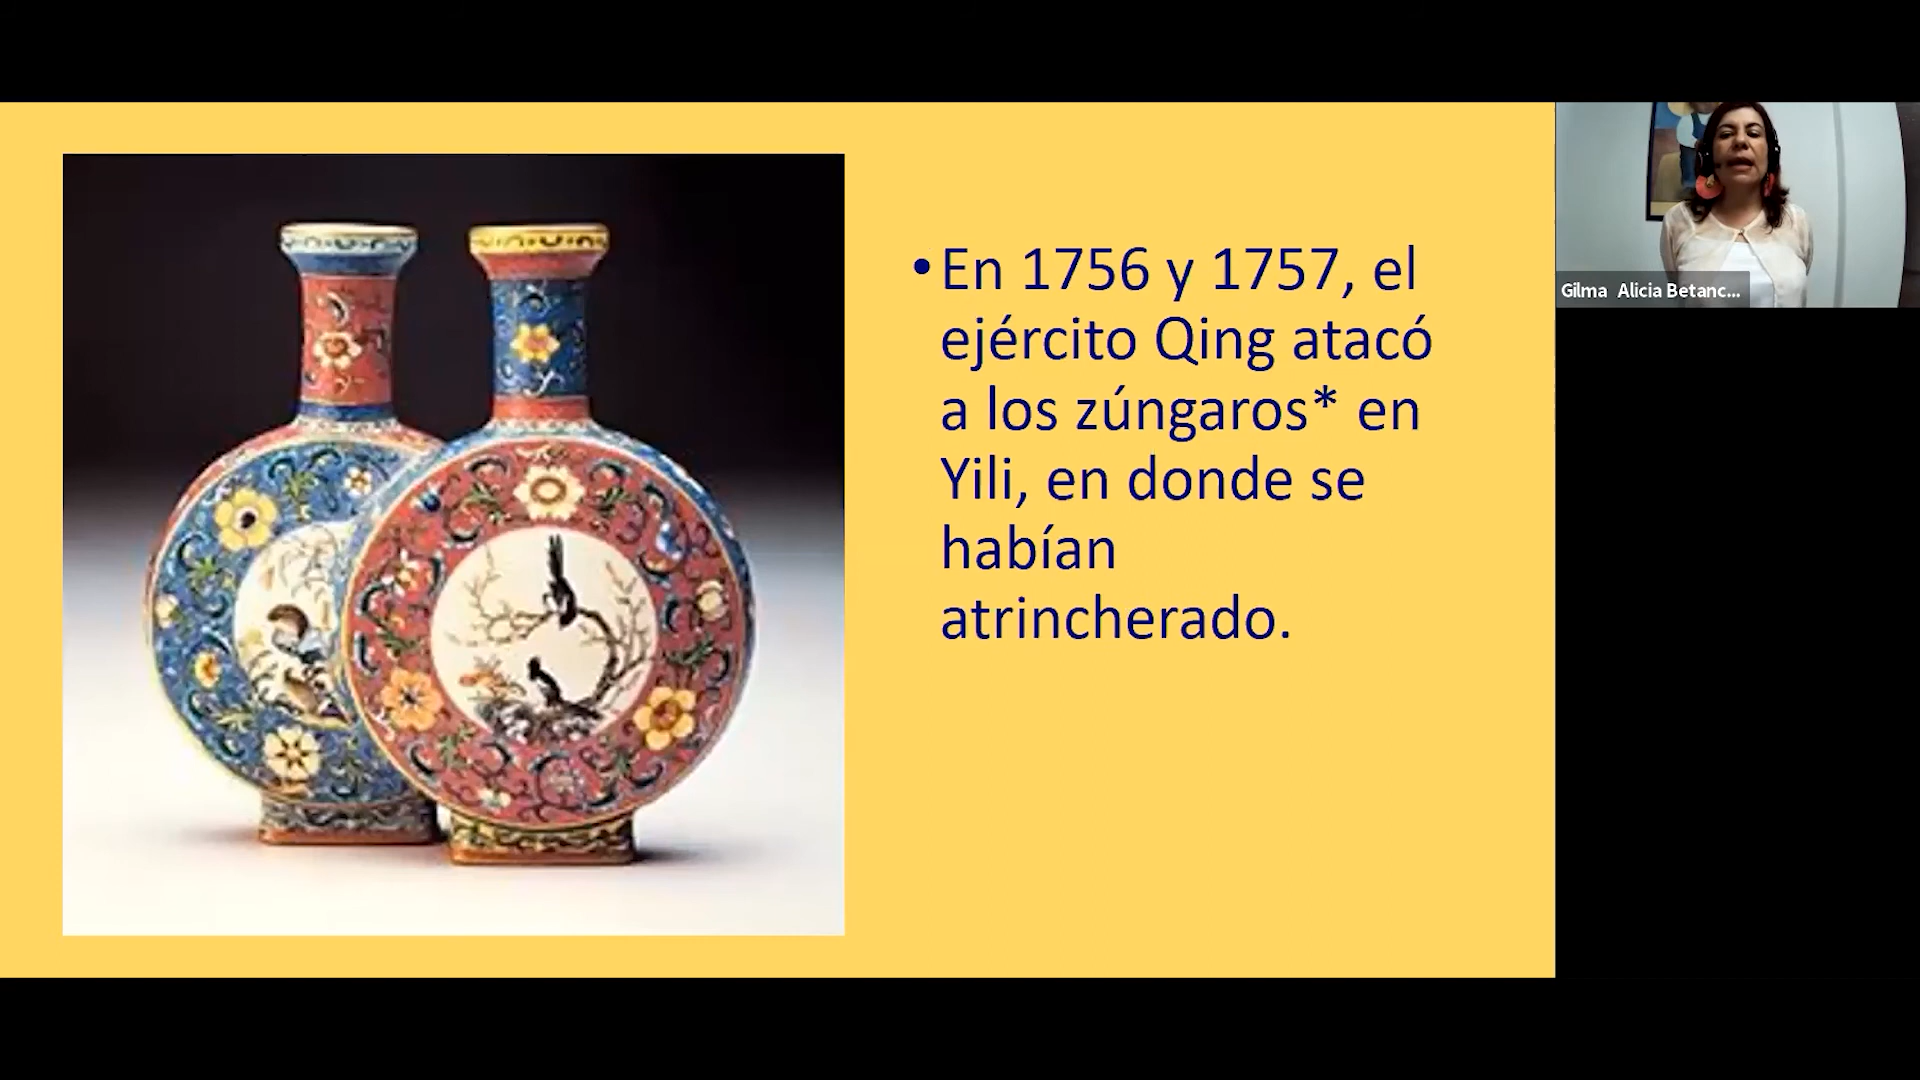 • En 1756 y 1757, el
ejército Qing atacó
a los zúngaros* en
Yili, en donde se
habían
atrincherado.
Gilma Alicia Betanc...